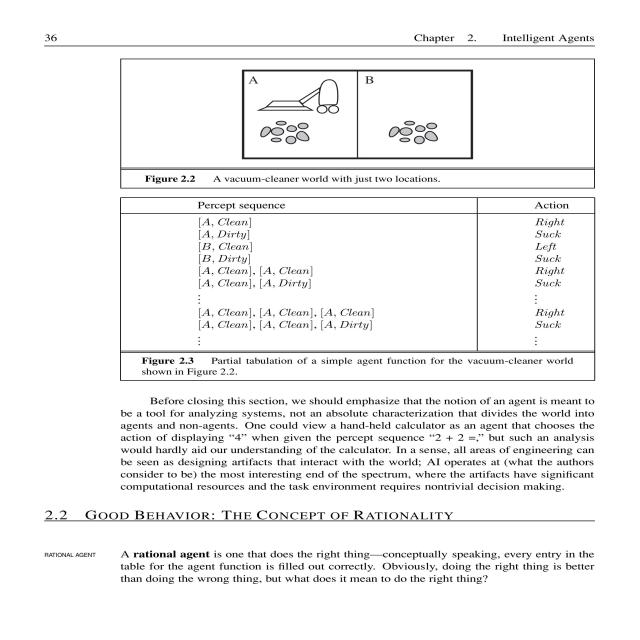 36 Chapter 2. Intelligent Agents
A B
Figure 2.2 A vacuum-cleaner world with just two locations.
Percept sequence Action
[A, Clean] Right
[A, Dirty] Suck
[B, Clean] Left
[B, Dirty] Suck
[A, Clean], [A, Clean] Right
[A, Clean], [A, Dirty] Suck
⋮ ⋮
[A, Clean], [A, Clean], [A, Clean] Right
[A, Clean], [A, Clean], [A, Dirty] Suck
⋮ ⋮
Figure 2.3 Partial tabulation of a simple agent function for the vacuum-cleaner world
shown in Figure 2.2.
Before closing this section, we should emphasize that the notion of an agent is meant to
be a tool for analyzing systems, not an absolute characterization that divides the world into
agents and non-agents. One could view a hand-held calculator as an agent that chooses the
action of displaying “4” when given the percept sequence “2 + 2 =,” but such an analysis
would hardly aid our understanding of the calculator. In a sense, all areas of engineering can
be seen as designing artifacts that interact with the world; AI operates at (what the authors
consider to be) the most interesting end of the spectrum, where the artifacts have significant
computational resources and the task environment requires nontrivial decision making.
2.2 GOOD BEHAVIOR: THE CONCEPT OF RATIONALITY
RATIONAL AGENT A rational agent is one that does the right thing—conceptually speaking, every entry in the
table for the agent function is filled out correctly. Obviously, doing the right thing is better
than doing the wrong thing, but what does it mean to do the right thing?